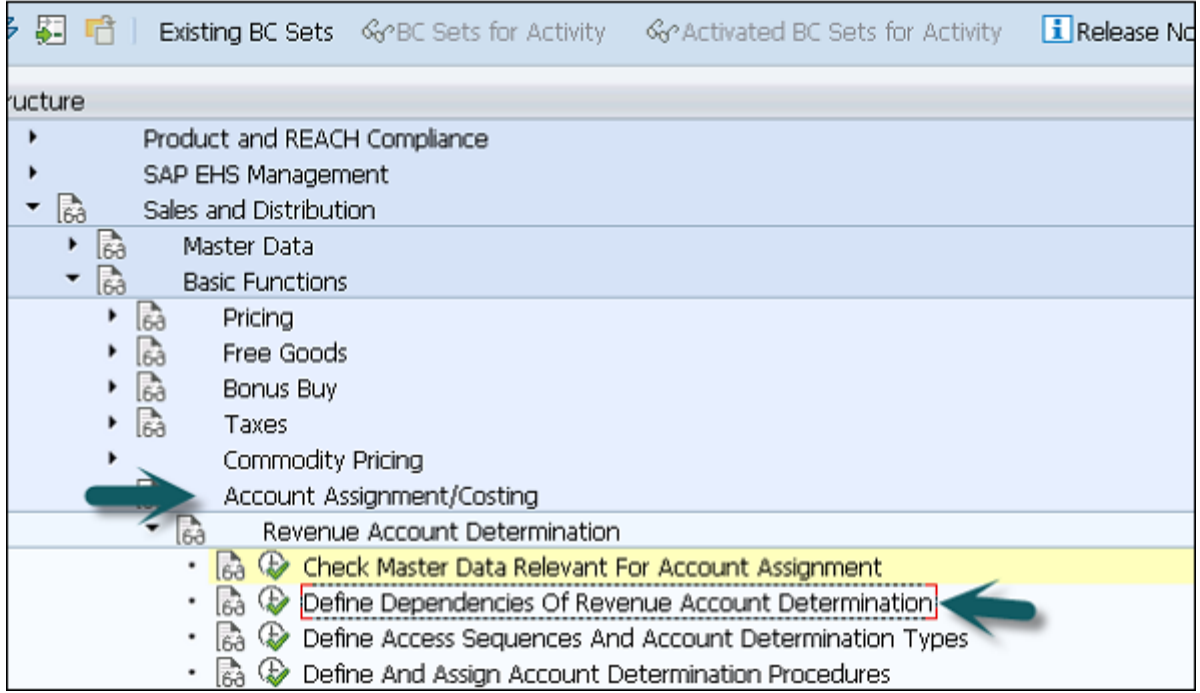 Existing BC Sets BC Sets for Activity Activated BC Sets for Activity Release No
ructure
Product and REACH Compliance
SAP EHS Management
Sales and Distribution
Master Data
Basic Functions
Pricing
Free Goods
Bonus Buy
Taxes
Commodity Pricing
Account Assignment/Costing
Revenue Account Determination
Check Master Data Relevant For Account Assignment
Define Dependencies Of Revenue Account Determination
Define Access Sequences And Account Determination Types
Define And Assign Account Determination Procedures